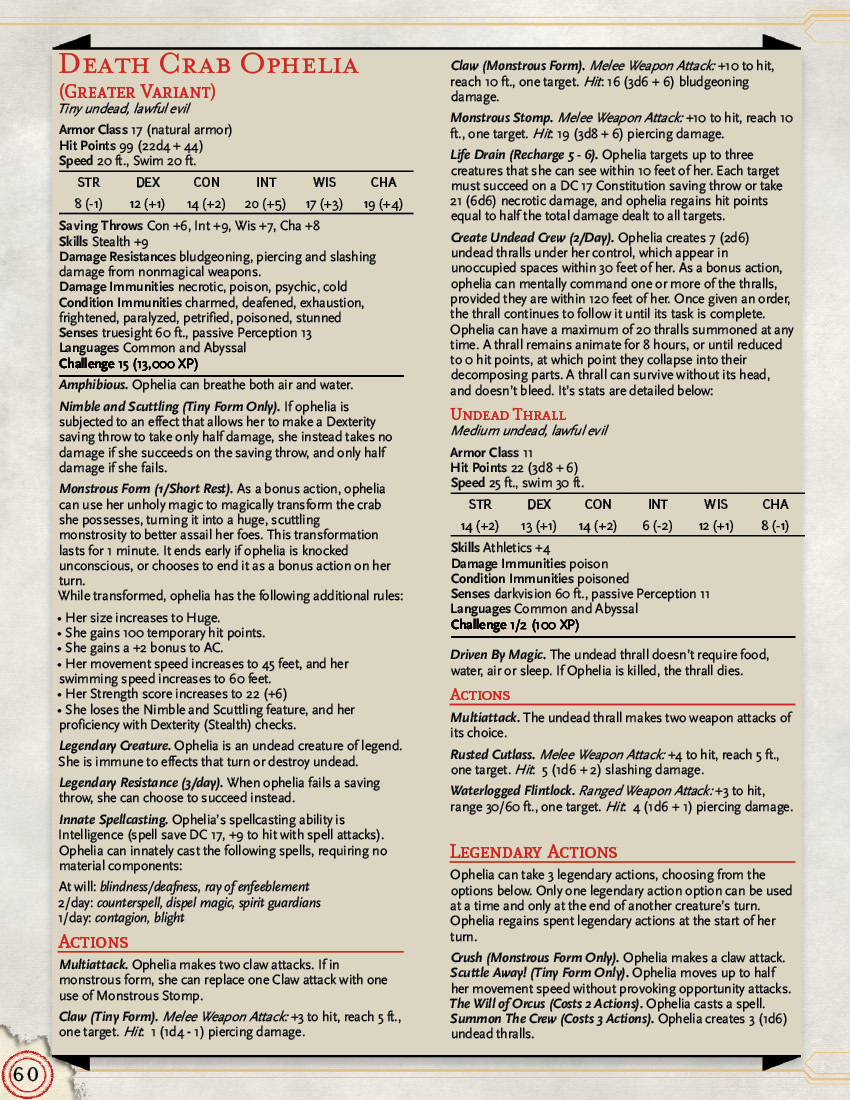 Death Crab Ophelia
(Greater Variant)
Tiny undead, lawful evil
Armor Class 17 (natural armor)
Hit Points 99 (22d4 + 44)
Speed 20 ft., Swim 20 ft.
STR DEX CON INT WIS CHA
8 (-1) 12 (+1) 14 (+2) 20 (+5) 17 (+3) 19 (+4)
Saving Throws Con +6, Int +9, Wis +7, Cha +8
Skills Stealth +9
Damage Resistances bludgeoning, piercing and slashing
damage from nonmagical weapons.
Damage Immunities necrotic, poison, psychic, cold
Condition Immunities charmed, deafened, exhaustion,
frightened, paralyzed, petrified, poisoned, stunned
Senses truesight 60 ft., passive Perception 13
Languages Common and Abyssal
Challenge 15 (13,000 XP)
Amphibious. Ophelia can breathe both air and water.
Nimble and Scuttling (Tiny Form Only). If ophelia is
subjected to an effect that allows her to make a Dexterity
saving throw to take only half damage, she instead takes no
damage if she succeeds on the saving throw, and only half
damage if she fails.
Monstrous Form (1/Short Rest). As a bonus action, ophelia
can use her unholy magic to magically transform the crab
she possesses, turning it into a huge, scuttling
monstrosity to better assail her foes. This transformation
lasts for 1 minute. It ends early if ophelia is knocked
unconscious, or chooses to end it as a bonus action on her
turn.
While transformed, ophelia has the following additional rules:
• Her size increases to Huge.
• She gains 100 temporary hit points.
• She gains a +2 bonus to AC.
• Her movement speed increases to 45 feet, and her
swimming speed increases to 60 feet.
• Her Strength score increases to 22 (+6)
• She loses the Nimble and Scuttling feature, and her
proficiency with Dexterity (Stealth) checks.
Legendary Creature. Ophelia is an undead creature of legend.
She is immune to effects that turn or destroy undead.
Legendary Resistance (3/day). When ophelia fails a saving
throw, she can choose to succeed instead.
Innate Spellcasting. Ophelia's spellcasting ability is
Intelligence (spell save DC 17, +9 to hit with spell attacks).
Ophelia can innately cast the following spells, requiring no
material components:
At will: blindness/deafness, ray of enfeeblement
2/day: counterspell, dispel magic, spirit guardians
1/day: contagion, blight
Actions
Multiattack. Ophelia makes two claw attacks. If in
monstrous form, she can replace one Claw attack with one
use of Monstrous Stomp.
Claw (Tiny Form). Melee Weapon Attack: +3 to hit, reach 5 ft.,
one target. Hit: 1 (1d4 - 1) piercing damage.
Claw (Monstrous Form). Melee Weapon Attack: +10 to hit,
reach 10 ft., one target. Hit: 16 (3d6 + 6) bludgeoning
damage.
Monstrous Stomp. Melee Weapon Attack: +10 to hit, reach 10
ft., one target. Hit: 19 (3d8 + 6) piercing damage.
Life Drain (Recharge 5 - 6). Ophelia targets up to three
creatures that she can see within 10 feet of her. Each target
must succeed on a DC 17 Constitution saving throw or take
21 (6d6) necrotic damage, and ophelia regains hit points
equal to half the total damage dealt to all targets.
Create Undead Crew (2/Day). Ophelia creates 7 (2d6)
undead thralls under her control, which appear in
unoccupied spaces within 30 feet of her. As a bonus action,
ophelia can mentally command one or more of the thralls,
provided they are within 120 feet of her. Once given an order,
the thrall continues to follow it until its task is complete.
Ophelia can have a maximum of 20 thralls summoned at any
time. A thrall remains animate for 8 hours, or until reduced
to 0 hit points, at which point they collapse into their
decomposing parts. A thrall can survive without its head,
and doesn't bleed. It's stats are detailed below:
Undead Thrall
Medium undead, lawful evil
Armor Class 11
Hit Points 22 (3d8 + 6)
Speed 25 ft., swim 30 ft.
STR DEX CON INT WIS CHA
14 (+2) 13 (+1) 14 (+2) 6 (-2) 12 (+1) 8 (-1)
Skills Athletics +4
Damage Immunities poison
Condition Immunities poisoned
Senses darkvision 60 ft., passive Perception 11
Languages Common and Abyssal
Challenge 1/2 (100 XP)
Driven By Magic. The undead thrall doesn't require food,
water, air or sleep. If Ophelia is killed, the thrall dies.
Actions
Multiattack. The undead thrall makes two weapon attacks of
its choice.
Rusted Cutlass. Melee Weapon Attack: +4 to hit, reach 5 ft.,
one target. Hit: 5 (1d6 + 2) slashing damage.
Waterlogged Flintlock. Ranged Weapon Attack: +3 to hit,
range 30/60 ft., one target. Hit: 4 (1d6 + 1) piercing damage.
Legendary Actions
Ophelia can take 3 legendary actions, choosing from the
options below. Only one legendary action option can be used
at a time and only at the end of another creature's turn.
Ophelia regains spent legendary actions at the start of her
turn.
Crush (Monstrous Form Only). Ophelia makes a claw attack.
Scuttle Away! (Tiny Form Only). Ophelia moves up to half
her movement speed without provoking opportunity attacks.
The Will of Orcus (Costs 2 Actions). Ophelia casts a spell.
Summon The Crew (Costs 3 Actions). Ophelia creates 3 (1d6)
undead thralls.
60